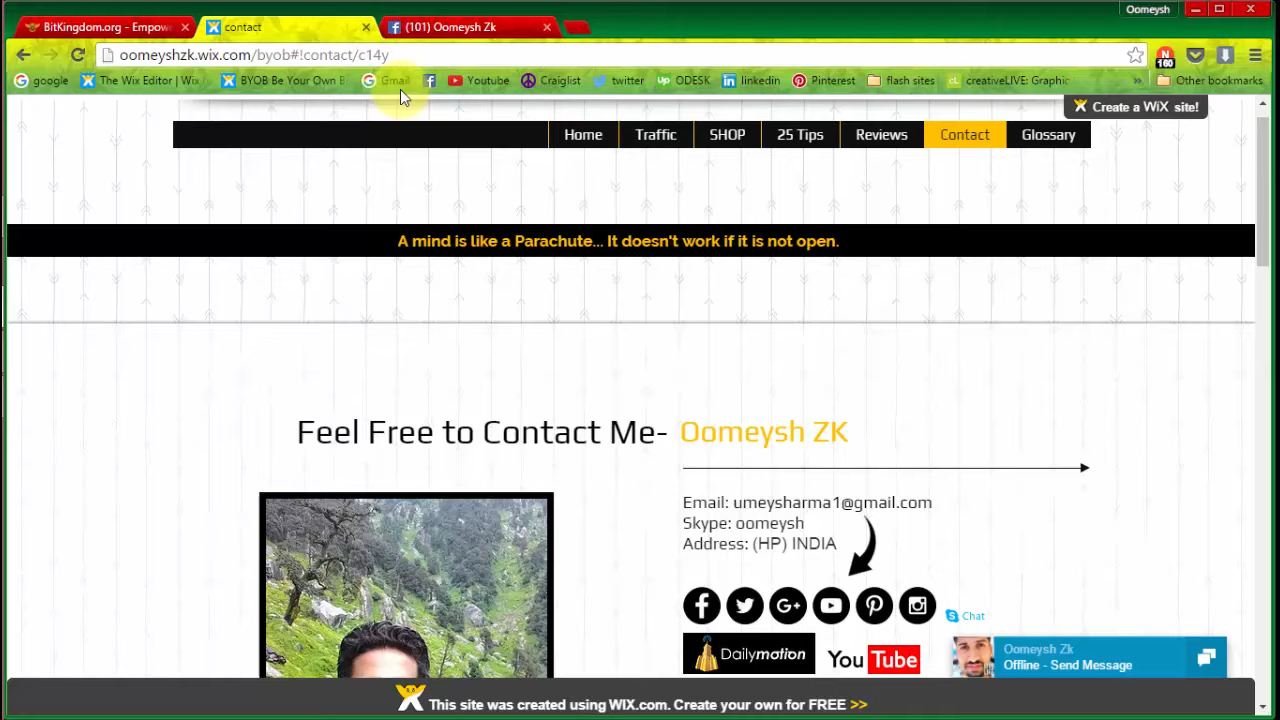 Oomeysh
BitKingdom.org - Empow
contact
(101) Oomeysh Zk
oomeyshzk.wix.com/byob#!contact/c14y
N
160
google
The Wix Editor | Wix
BYOB Be Your Own B
Gmail
Youtube
Craiglist
twitter
Up
ODESK
linkedin
Pinterest
flash sites
cL
creativeLIVE: Graphic
»
Other bookmarks
Create a WiX site!
Home
Traffic
SHOP
25 Tips
Reviews
Contact
Glossary
A mind is like a Parachute... It doesn't work if it is not open.
Feel Free to Contact Me- Oomeysh ZK
Email: umeysharma1@gmail.com
Skype: oomeysh
Address: (HP) INDIA
Chat
Dailymotion
YouTube
Oomeysh Zk
Offline - Send Message
This site was created using WIX.com. Create your own for FREE >>